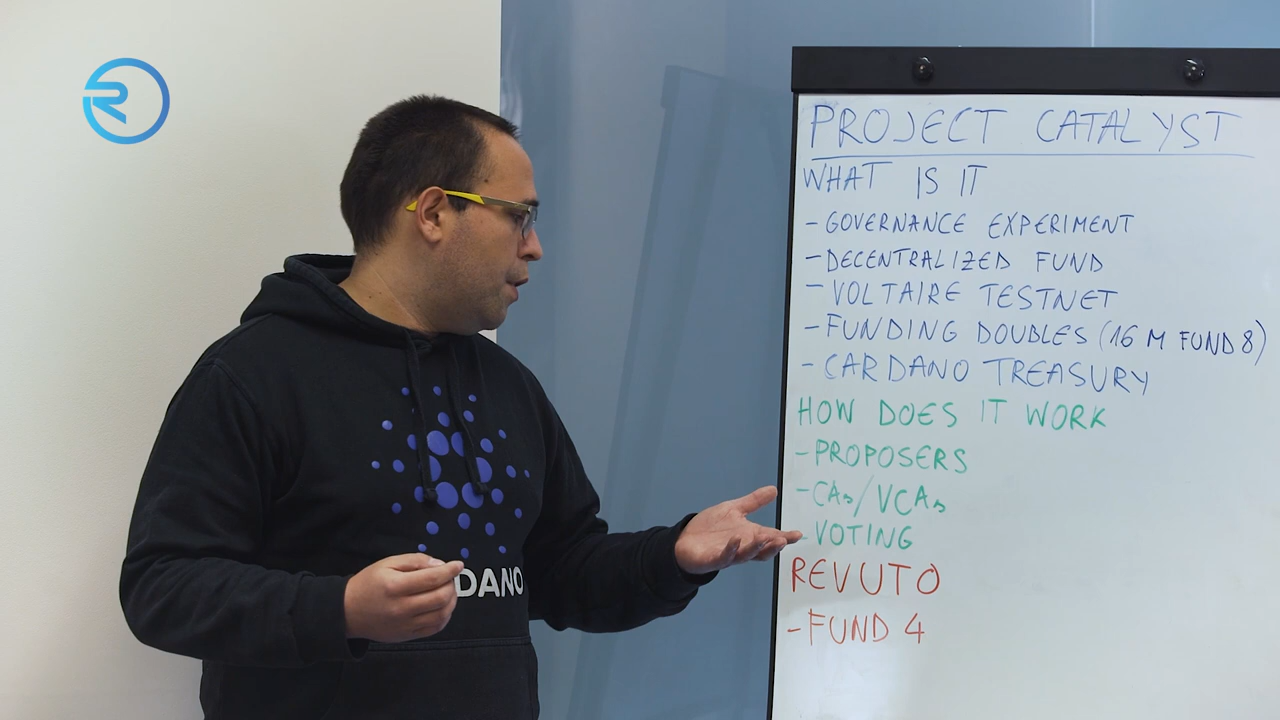 PROJECT CATALYST
WHAT IS IT
- GOVERNANCE EXPERIMENT
- DECENTRALIZED FUND
- VOLTAIRE TESTNET
- FUNDING DOUBLES (16 M FUND 8)
- CARDANO TREASURY
HOW DOES IT WORK
- PROPOSERS
- CAs/VCAs
- VOTING
REVUTO
- FUND 4
DANO